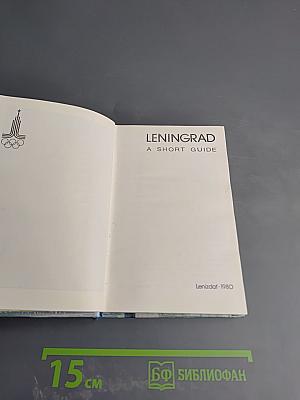 LENINGRAD
A SHORT GUIDE
Lenizdat·1980
15 см
БФ БИБЛИОФАН